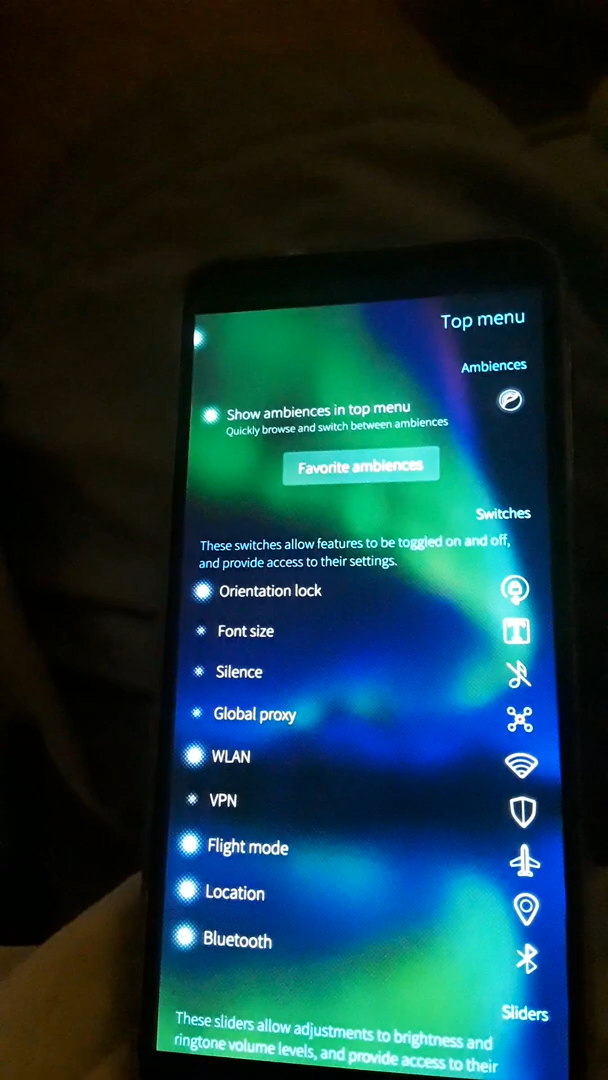 Top menu
Ambiences
Show ambiences in top menu
Quickly browse and switch between ambiences
Favorite ambiences
Switches
These switches allow features to be toggled on and off,
and provide access to their settings.
Orientation lock
Font size
Silence
Global proxy
WLAN
VPN
Flight mode
Location
Bluetooth
Sliders
These sliders allow adjustments to brightness and
ringtone volume levels, and provide access to their